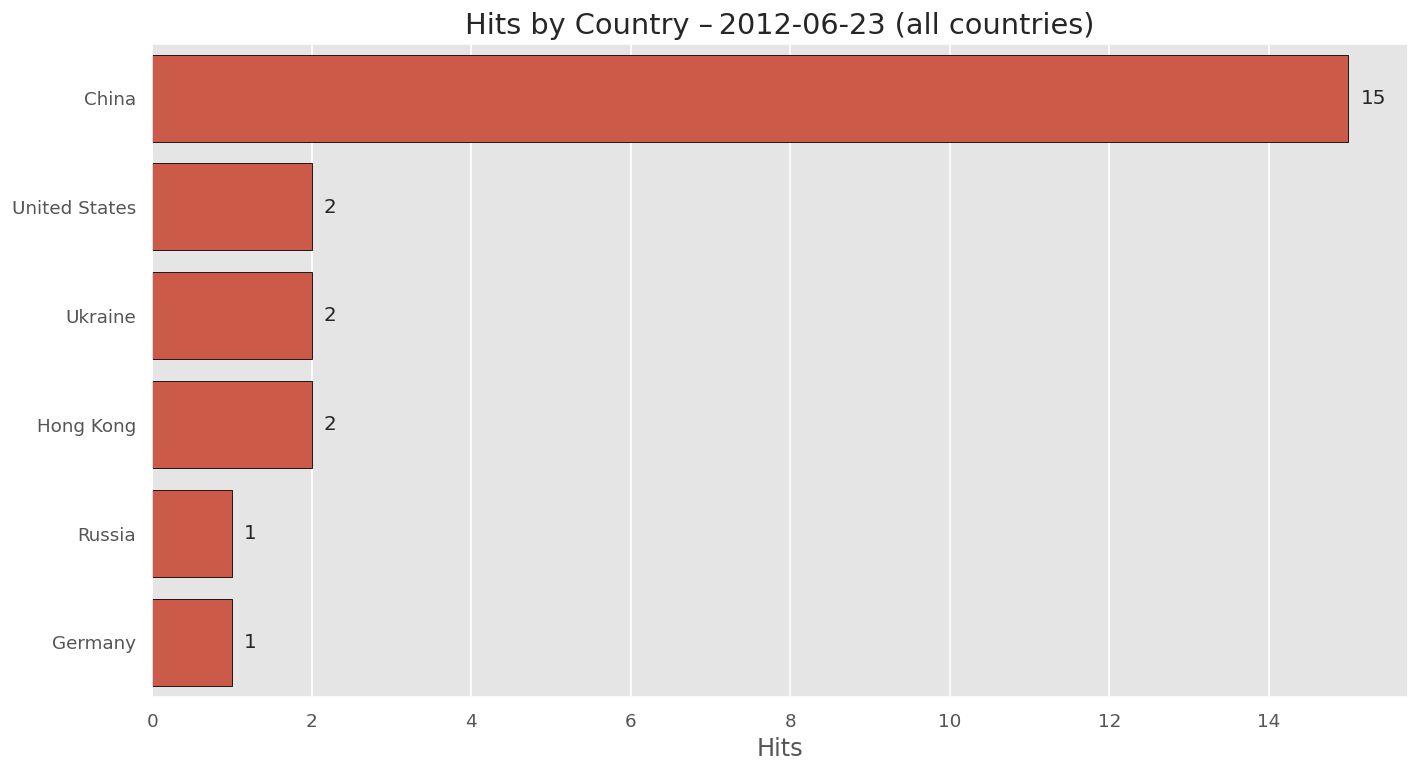 Hits by Country – 2012-06-23 (all countries)
China
15
United States
2
Ukraine
2
Hong Kong
2
Russia
1
Germany
1
0 2 4 6 8 10 12 14
Hits